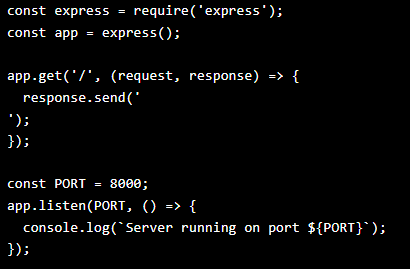 const express = require('express');
const app = express();

app.get('/', (request, response) => {
  response.send('
');
});

const PORT = 8000;
app.listen(PORT, () => {
  console.log(`Server running on port ${PORT}`);
});